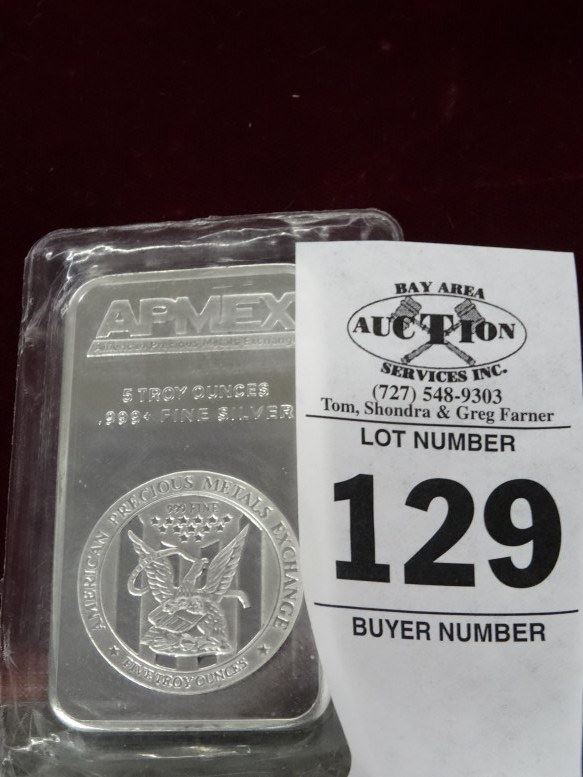 APMEX
American Precious Metals Exchange
5 TROY OUNCES
.999+ FINE SILVER
AMERICAN PRECIOUS METALS EXCHANGE
.999 FINE
★ FIVE TROY OUNCES ★
BAY AREA
AUCTION
SERVICES INC.
(727) 548-9303
Tom, Shondra & Greg Farner
LOT NUMBER
129
BUYER NUMBER